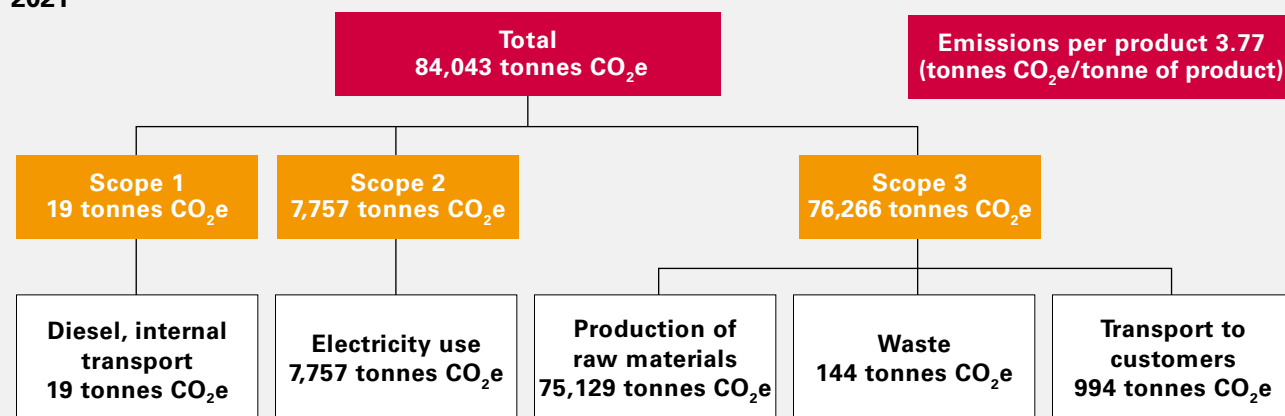 2021
Total
84,043 tonnes CO₂e
Emissions per product 3.77
(tonnes CO₂e/tonne of product)
Scope 1
19 tonnes CO₂e
Scope 2
7,757 tonnes CO₂e
Scope 3
76,266 tonnes CO₂e
Diesel, internal
transport
19 tonnes CO₂e
Electricity use
7,757 tonnes CO₂e
Production of
raw materials
75,129 tonnes CO₂e
Waste
144 tonnes CO₂e
Transport to
customers
994 tonnes CO₂e